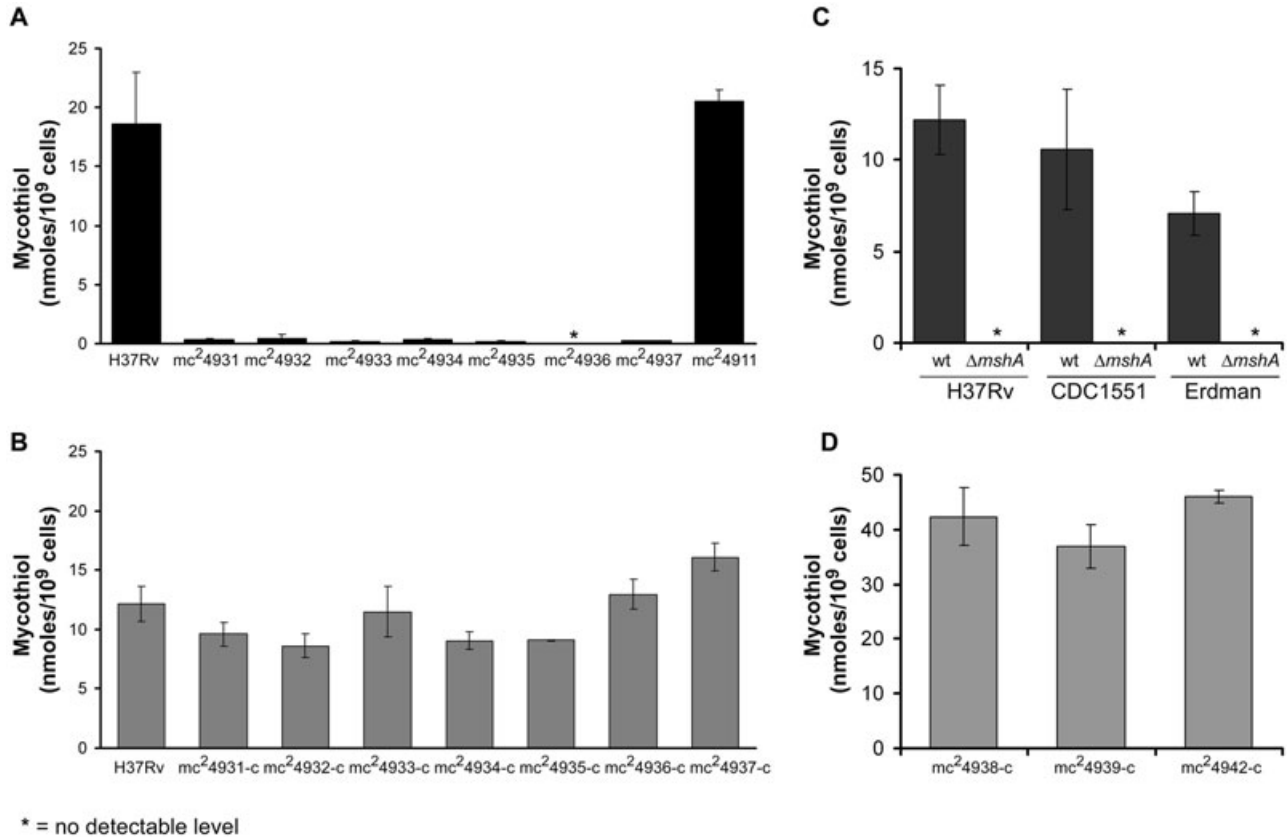 A
Mycothiol
(nmoles/10⁹ cells)
25
20
15
10
5
0
*
H37Rv mc²4931 mc²4932 mc²4933 mc²4934 mc²4935 mc²4936 mc²4937 mc²4911
C
Mycothiol
(nmoles/10⁹ cells)
15
10
5
0
* * *
wt ΔmshA wt ΔmshA wt ΔmshA
H37Rv CDC1551 Erdman
B
Mycothiol
(nmoles/10⁹ cells)
25
20
15
10
5
0
H37Rv mc²4931-c mc²4932-c mc²4933-c mc²4934-c mc²4935-c mc²4936-c mc²4937-c
D
Mycothiol
(nmoles/10⁹ cells)
50
40
30
20
10
0
mc²4938-c mc²4939-c mc²4942-c
* = no detectable level